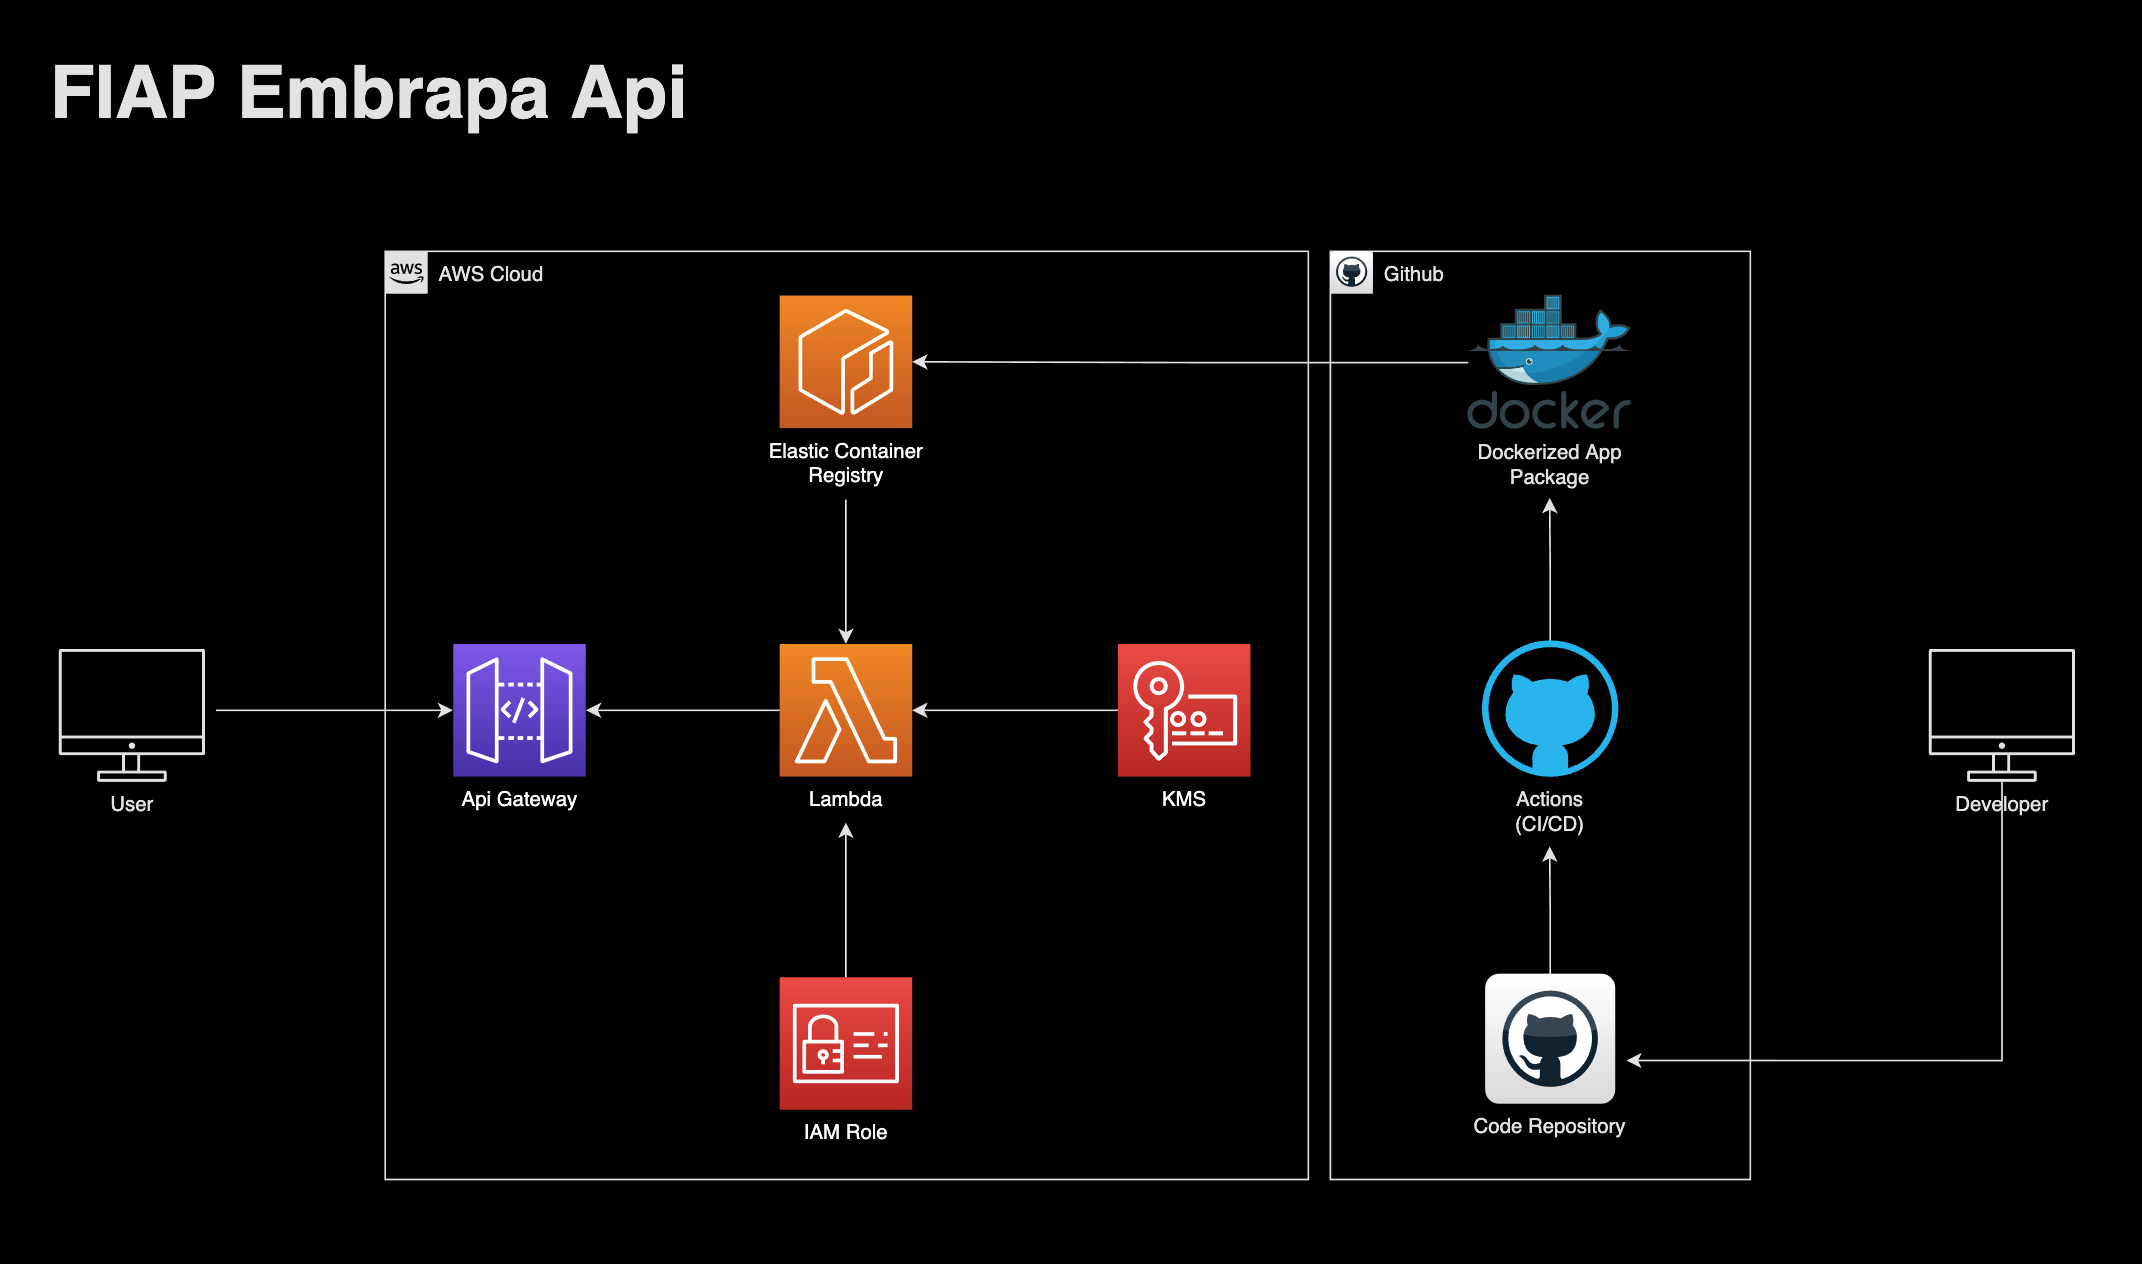 FIAP Embrapa Api
aws
AWS Cloud
Github
docker
Elastic Container
Registry
Dockerized App
Package
User
Api Gateway
</>
Lambda
KMS
Actions
(CI/CD)
Developer
IAM Role
Code Repository